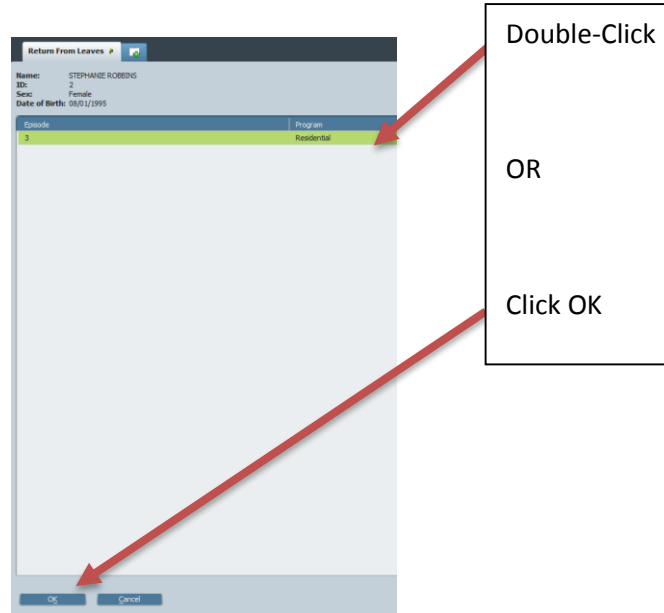 Return From Leaves #
Name: STEPHANIE ROBBINS
ID: 2
Sex: Female
Date of Birth: 08/01/1995
Episode Program
3 Residential
OK Cancel
Double-Click
OR
Click OK